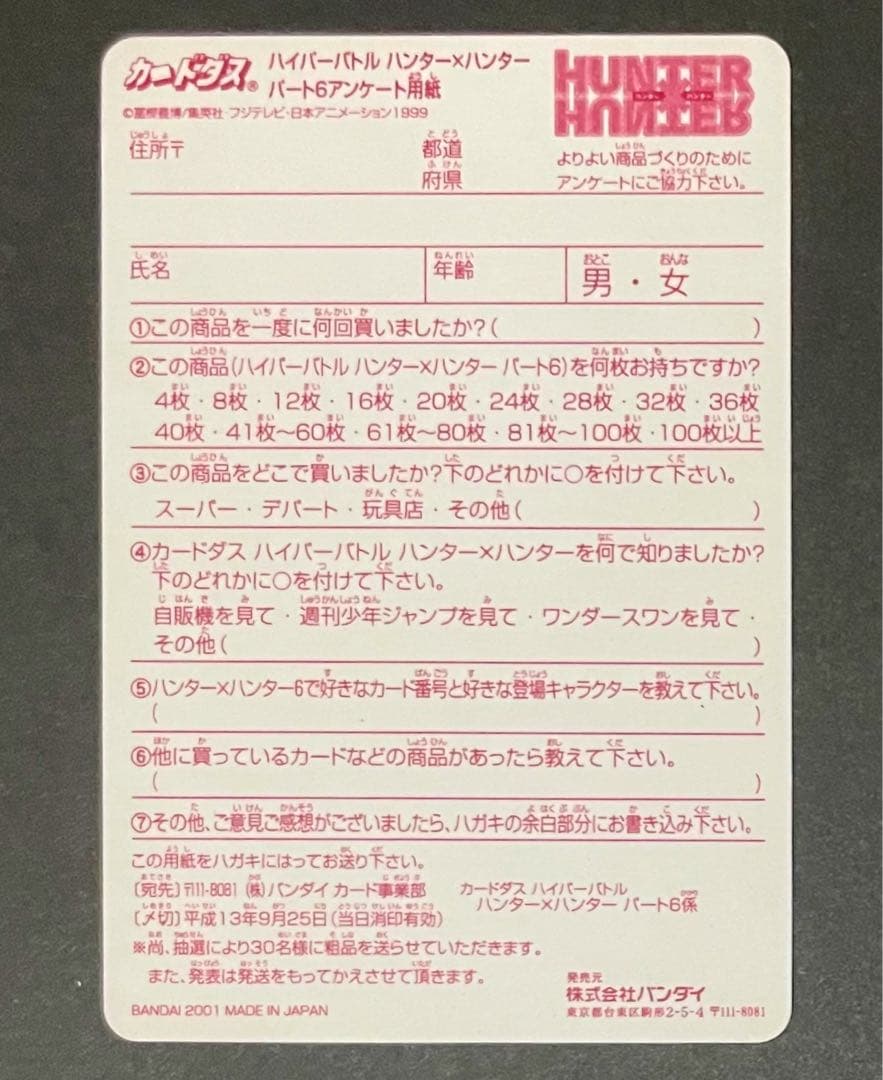 カードダス® ハイパーバトル ハンター×ハンター
パート6アンケート用紙
©冨樫義博/集英社・フジテレビ・日本アニメーション1999
HUNTER×HUNTER
ハンター ハンター
よりよい商品づくりのために
アンケートにご協力下さい。
住所〒 都道
府県
氏名 年齢 男・女
①この商品を一度に何回買いましたか?( )
②この商品(ハイパーバトル ハンター×ハンター パート6)を何枚お持ちですか?
4枚・8枚・12枚・16枚・20枚・24枚・28枚・32枚・36枚
40枚・41枚～60枚・61枚～80枚・81枚～100枚・100枚以上
③この商品をどこで買いましたか?下のどれかに○を付けて下さい。
スーパー・デパート・玩具店・その他( )
④カードダス ハイパーバトル ハンター×ハンターを何で知りましたか?
下のどれかに○を付けて下さい。
自販機を見て・週刊少年ジャンプを見て・ワンダースワンを見て・
その他( )
⑤ハンター×ハンター6で好きなカード番号と好きな登場キャラクターを教えて下さい。
( )
⑥他に買っているカードなどの商品があったら教えて下さい。
( )
⑦その他、ご意見ご感想がございましたら、ハガキの余白部分にお書き込み下さい。
この用紙をハガキにはってお送り下さい。
〔宛先〕〒111-8081 (株)バンダイ カード事業部 カードダス ハイパーバトル
ハンター×ハンター パート6係
〔〆切〕平成13年9月25日(当日消印有効)
※尚、抽選により30名様に粗品を送らせていただきます。
また、発表は発送をもってかえさせて頂きます。
発売元
株式会社バンダイ
東京都台東区駒形2-5-4 〒111-8081
BANDAI 2001 MADE IN JAPAN